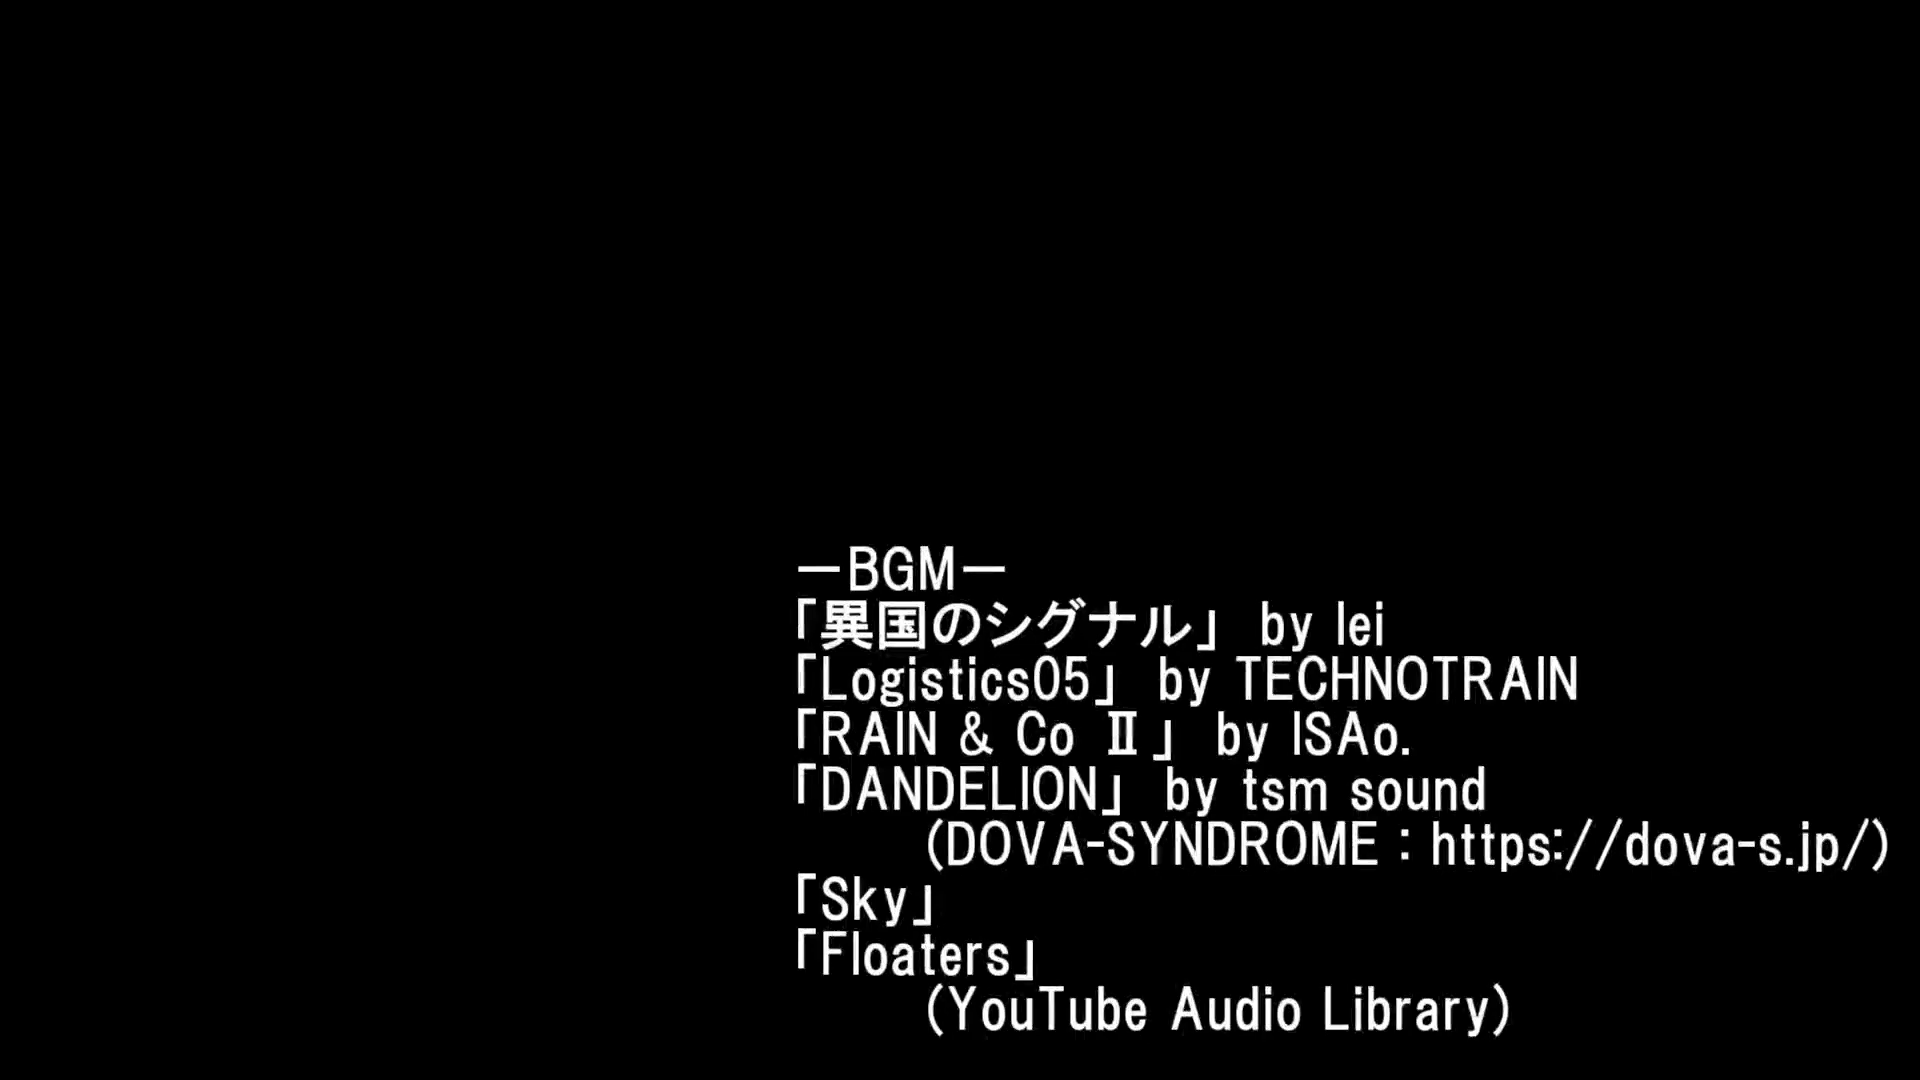 ―BGM―
「異国のシグナル」 by lei
「Logistics05」 by TECHNOTRAIN
「RAIN & Co Ⅱ」 by ISAo.
「DANDELION」 by tsm sound
(DOVA-SYNDROME：https://dova-s.jp/)
「Sky」
「Floaters」
(YouTube Audio Library)